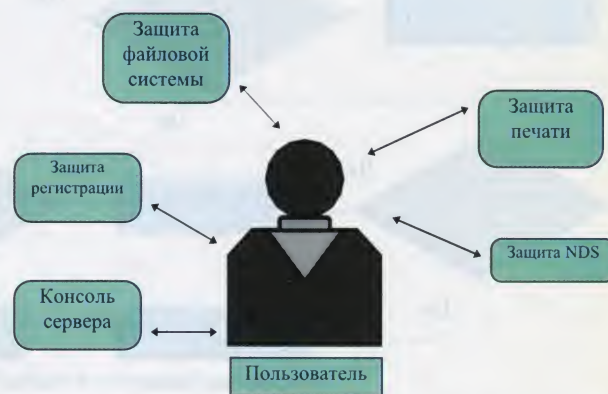 Защита
файловой
системы
Защита
печати
Защита
регистрации
Защита NDS
Консоль
сервера
Пользователь